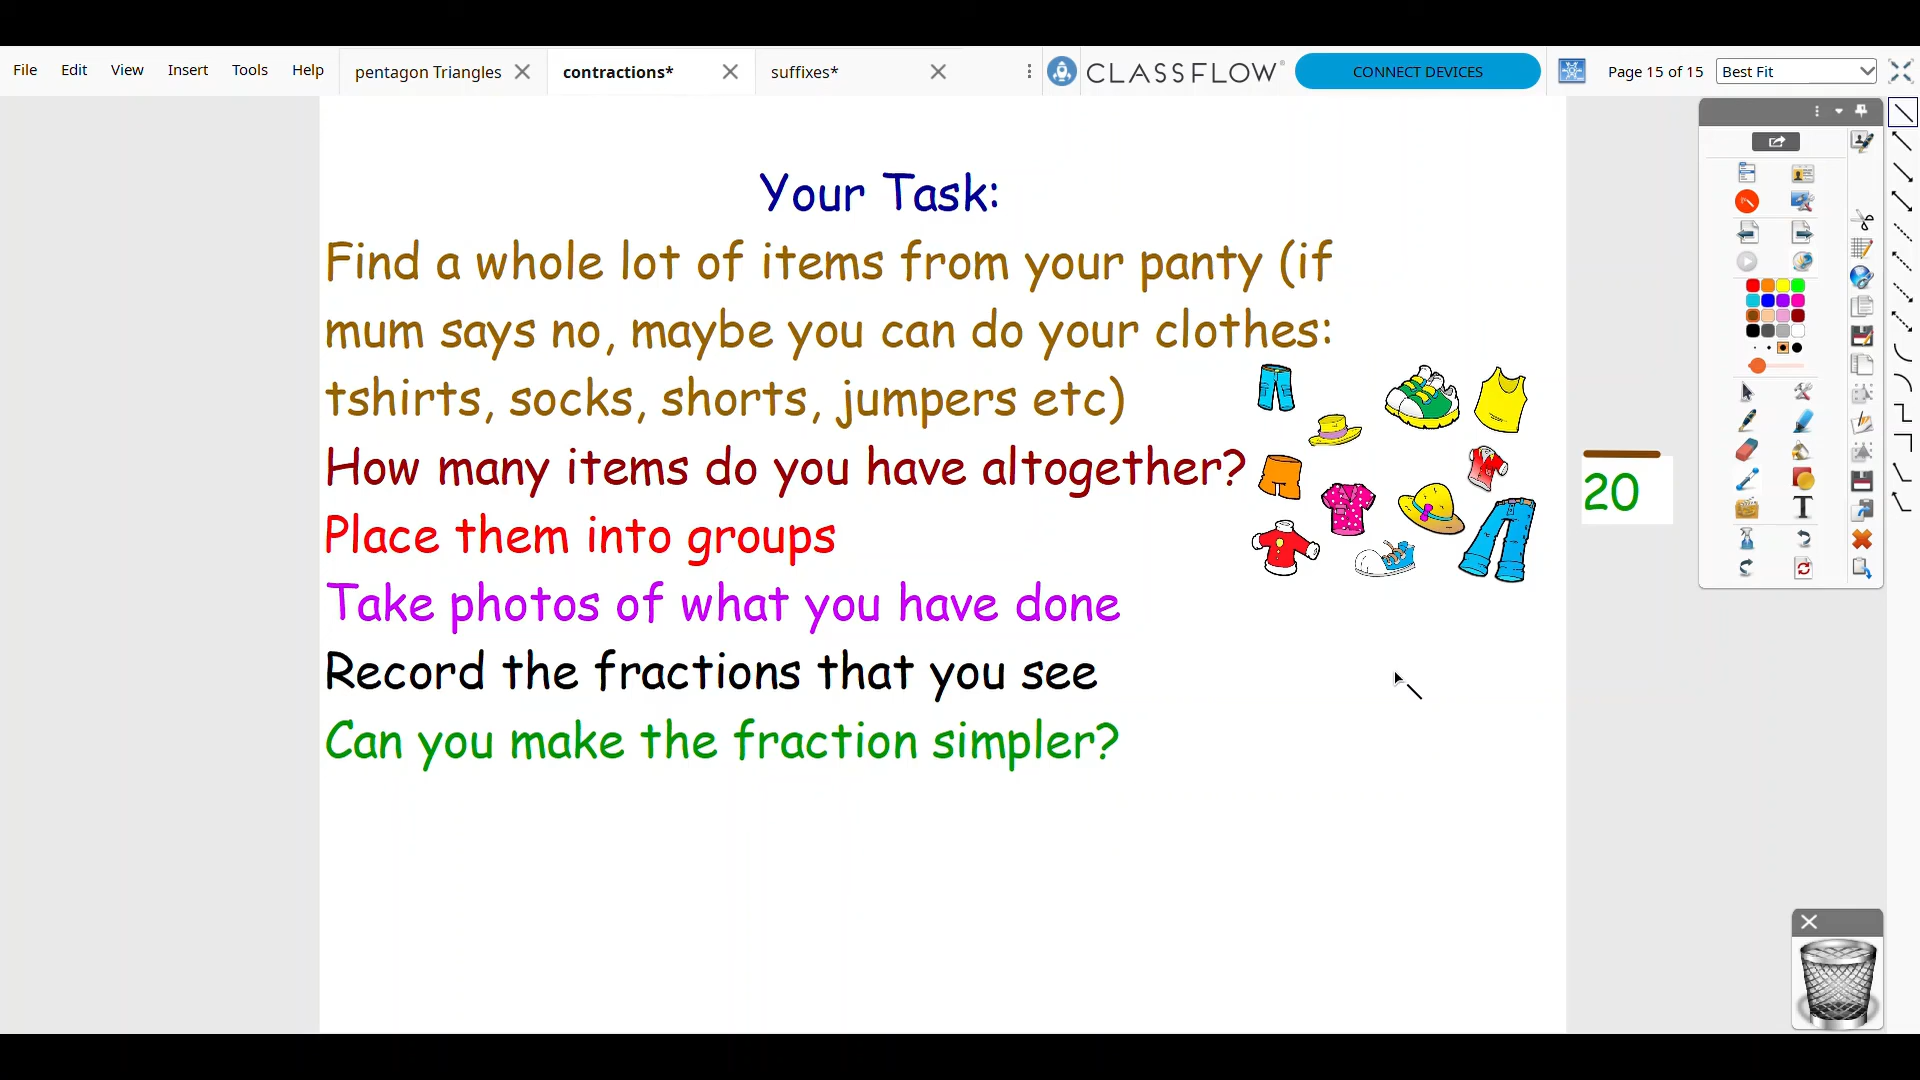 File Edit View Insert Tools Help
pentagon Triangles
contractions*
suffixes*
CLASSFLOW
CONNECT DEVICES
Page 15 of 15
Best Fit
Your Task:
Find a whole lot of items from your panty (if
mum says no, maybe you can do your clothes:
tshirts, socks, shorts, jumpers etc)
How many items do you have altogether?
Place them into groups
Take photos of what you have done
Record the fractions that you see
Can you make the fraction simpler?
20